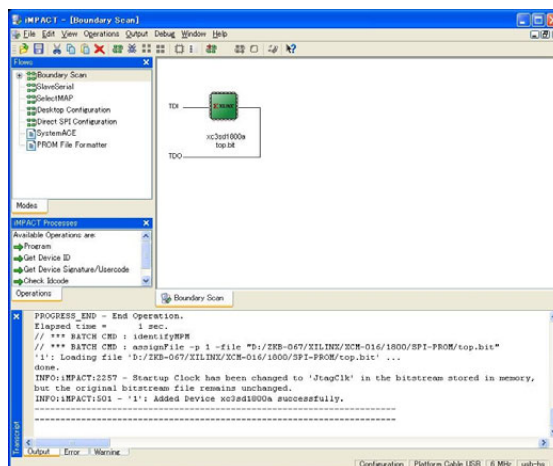 iMPACT - [Boundary Scan]
File Edit View Operations Output Debug Window Help
Flows
Boundary Scan
SlaveSerial
SelectMAP
Desktop Configuration
Direct SPI Configuration
SystemACE
PROM File Formatter
Modes
TDI
XILINX
xc3sd1800a
top.bit
TDO
iMPACT Processes
Available Operations are:
Program
Get Device ID
Get Device Signature/Usercode
Check Idcode
Operations
Boundary Scan
PROGRESS_END - End Operation.
Elapsed time = 1 sec.
// *** BATCH CMD : identifyMPM
// *** BATCH CMD : assignFile -p 1 -file "D:/ZKB-067/XILINX/XCM-016/1800/SPI-PROM/top.bit"
'1': Loading file 'D:/ZKB-067/XILINX/XCM-016/1800/SPI-PROM/top.bit' ...
done.
INFO:iMPACT:2257 - Startup Clock has been changed to 'JtagClk' in the bitstream stored in memory,
but the original bitstream file remains unchanged.
INFO:iMPACT:501 - '1': Added Device xc3sd1800a successfully.
----------------------------------------------------------------------
----------------------------------------------------------------------
Transcript
Output Error Warning
Configuration Platform Cable USB 6 MHz usb-hs